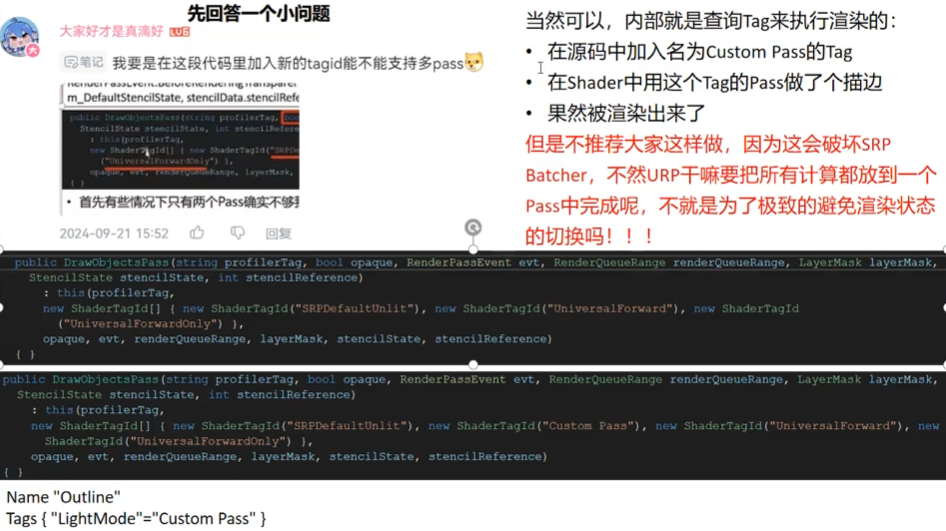 先回答一个小问题
大家好才是真滴好 LV6
笔记 我要是在这段代码里加入新的tagid能不能支持多pass
RenderPassEvent.BeforeRenderingTranspare
m_DefaultStencilState, stencilData.stencilRefe
public DrawObjectsPass(string profilerTag, boo
StencilState stencilState, int stencilReference
: this(profilerTag,
new ShaderTagId[] { new ShaderTagId("SRPDe
("UniversalForwardOnly") },
opaque, evt, renderQueueRange, layerMask,
{ }
• 首先有些情况下只有两个Pass确实不够
2024-09-21 15:52 回复
当然可以，内部就是查询Tag来执行渲染的：
• 在源码中加入名为Custom Pass的Tag
• 在Shader中用这个Tag的Pass做了个描边
• 果然被渲染出来了
但是不推荐大家这样做，因为这会破坏SRP
Batcher，不然URP干嘛要把所有计算都放到一个
Pass中完成呢，不就是为了极致的避免渲染状态
的切换吗！！！
public DrawObjectsPass(string profilerTag, bool opaque, RenderPassEvent evt, RenderQueueRange renderQueueRange, LayerMask layerMask,
StencilState stencilState, int stencilReference)
: this(profilerTag,
new ShaderTagId[] { new ShaderTagId("SRPDefaultUnlit"), new ShaderTagId("UniversalForward"), new ShaderTagId
("UniversalForwardOnly") },
opaque, evt, renderQueueRange, layerMask, stencilState, stencilReference)
{ }
public DrawObjectsPass(string profilerTag, bool opaque, RenderPassEvent evt, RenderQueueRange renderQueueRange, LayerMask layerMask,
StencilState stencilState, int stencilReference)
: this(profilerTag,
new ShaderTagId[] { new ShaderTagId("SRPDefaultUnlit"), new ShaderTagId("Custom Pass"), new ShaderTagId("UniversalForward"), new
ShaderTagId("UniversalForwardOnly") },
opaque, evt, renderQueueRange, layerMask, stencilState, stencilReference)
{ }
Name "Outline"
Tags { "LightMode"="Custom Pass" }